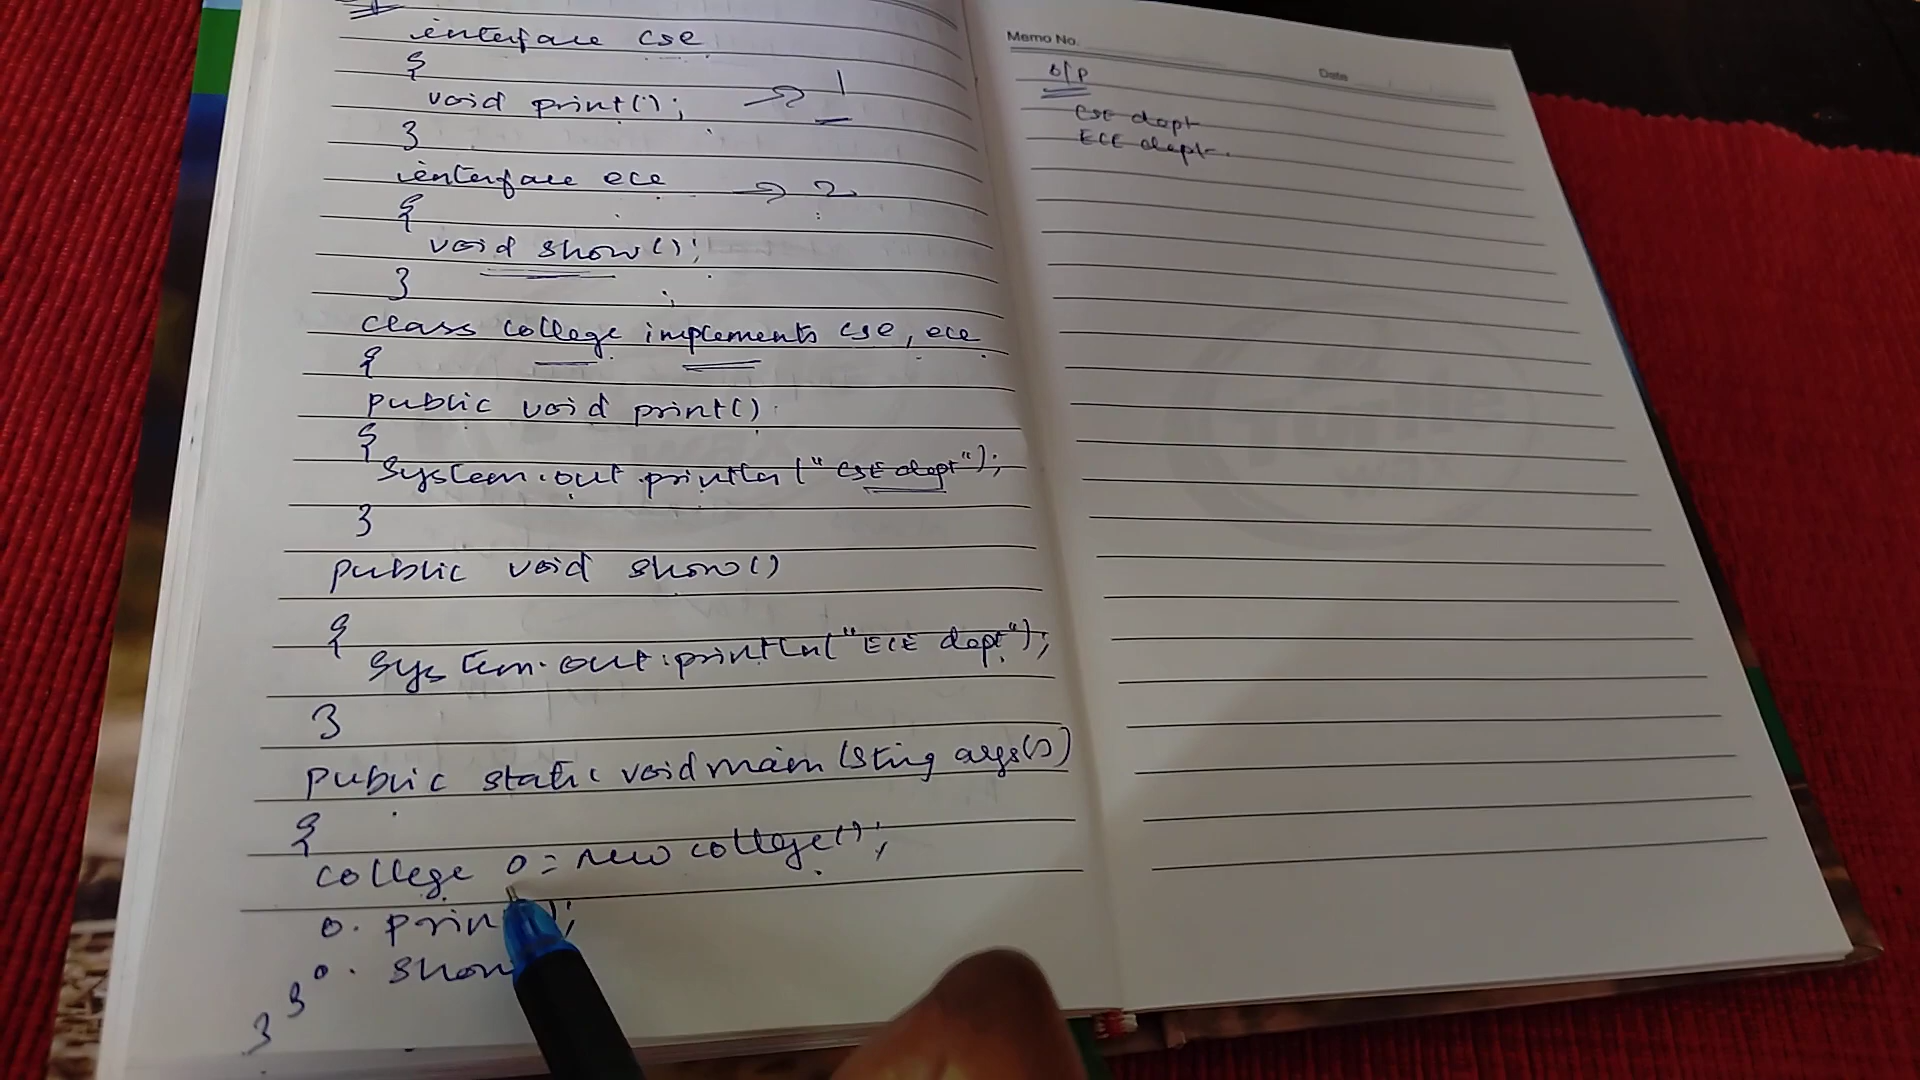 interface cse
{
void print(); → 1
}
interface ece → 2
{
void show();
}
class college implements cse, ece
{
public void print()
{
System.out.println("CSE dept");
}
public void show()
{
System.out.println("ECE dept");
}
public static void main(String args[])
{
college o = new college();
o. prin );
o. show
}
}
Memo No.
Date
O/P
CSE dept
ECE dept.